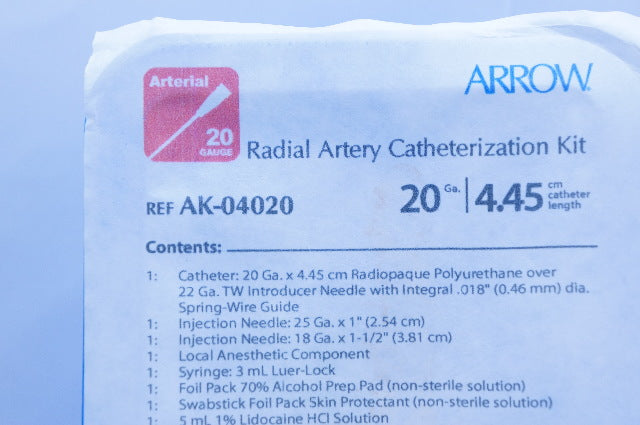 Arterial
20
GAUGE
ARROW
Radial Artery Catheterization Kit
REF AK-04020
20 Ga. 4.45 cm catheter length
Contents:
1: Catheter: 20 Ga. x 4.45 cm Radiopaque Polyurethane over
22 Ga. TW Introducer Needle with Integral .018" (0.46 mm) dia.
Spring-Wire Guide
1: Injection Needle: 25 Ga. x 1" (2.54 cm)
1: Injection Needle: 18 Ga. x 1-1/2" (3.81 cm)
1: Local Anesthetic Component
1: Syringe: 3 mL Luer-Lock
1: Foil Pack 70% Alcohol Prep Pad (non-sterile solution)
1: Swabstick Foil Pack Skin Protectant (non-sterile solution)
1: 5 mL 1% Lidocaine HCl Solution